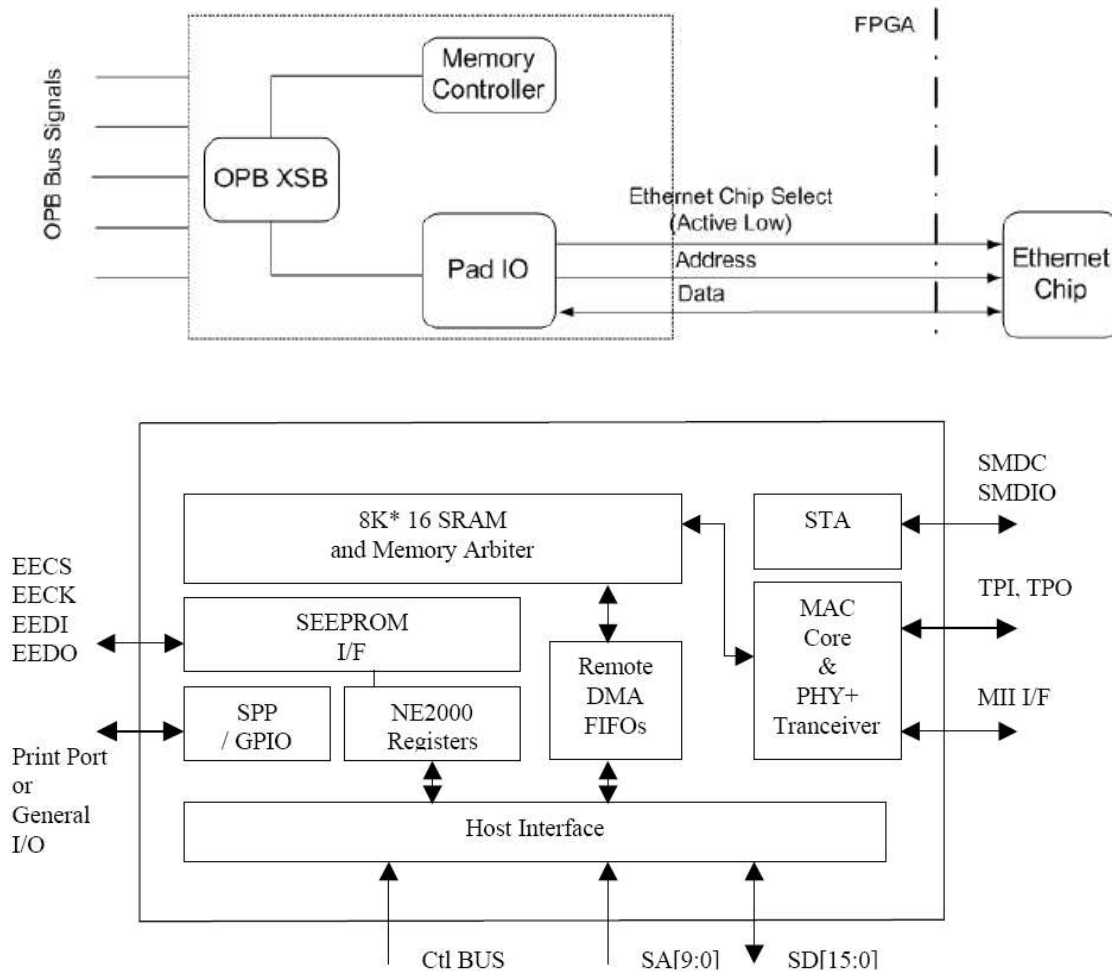 FPGA
OPB Bus Signals
Memory
Controller
OPB XSB
Pad IO
Ethernet Chip Select
(Active Low)
Address
Data
Ethernet
Chip
SMDC
SMDIO
8K* 16 SRAM
and Memory Arbiter
STA
EECS
EECK
EEDI
EEDO
SEEPROM
I/F
TPI, TPO
MAC
Core
&
PHY+
Tranceiver
Remote
DMA
FIFOs
SPP
/ GPIO
NE2000
Registers
MII I/F
Print Port
or
General
I/O
Host Interface
Ctl BUS
SA[9:0]
SD[15:0]